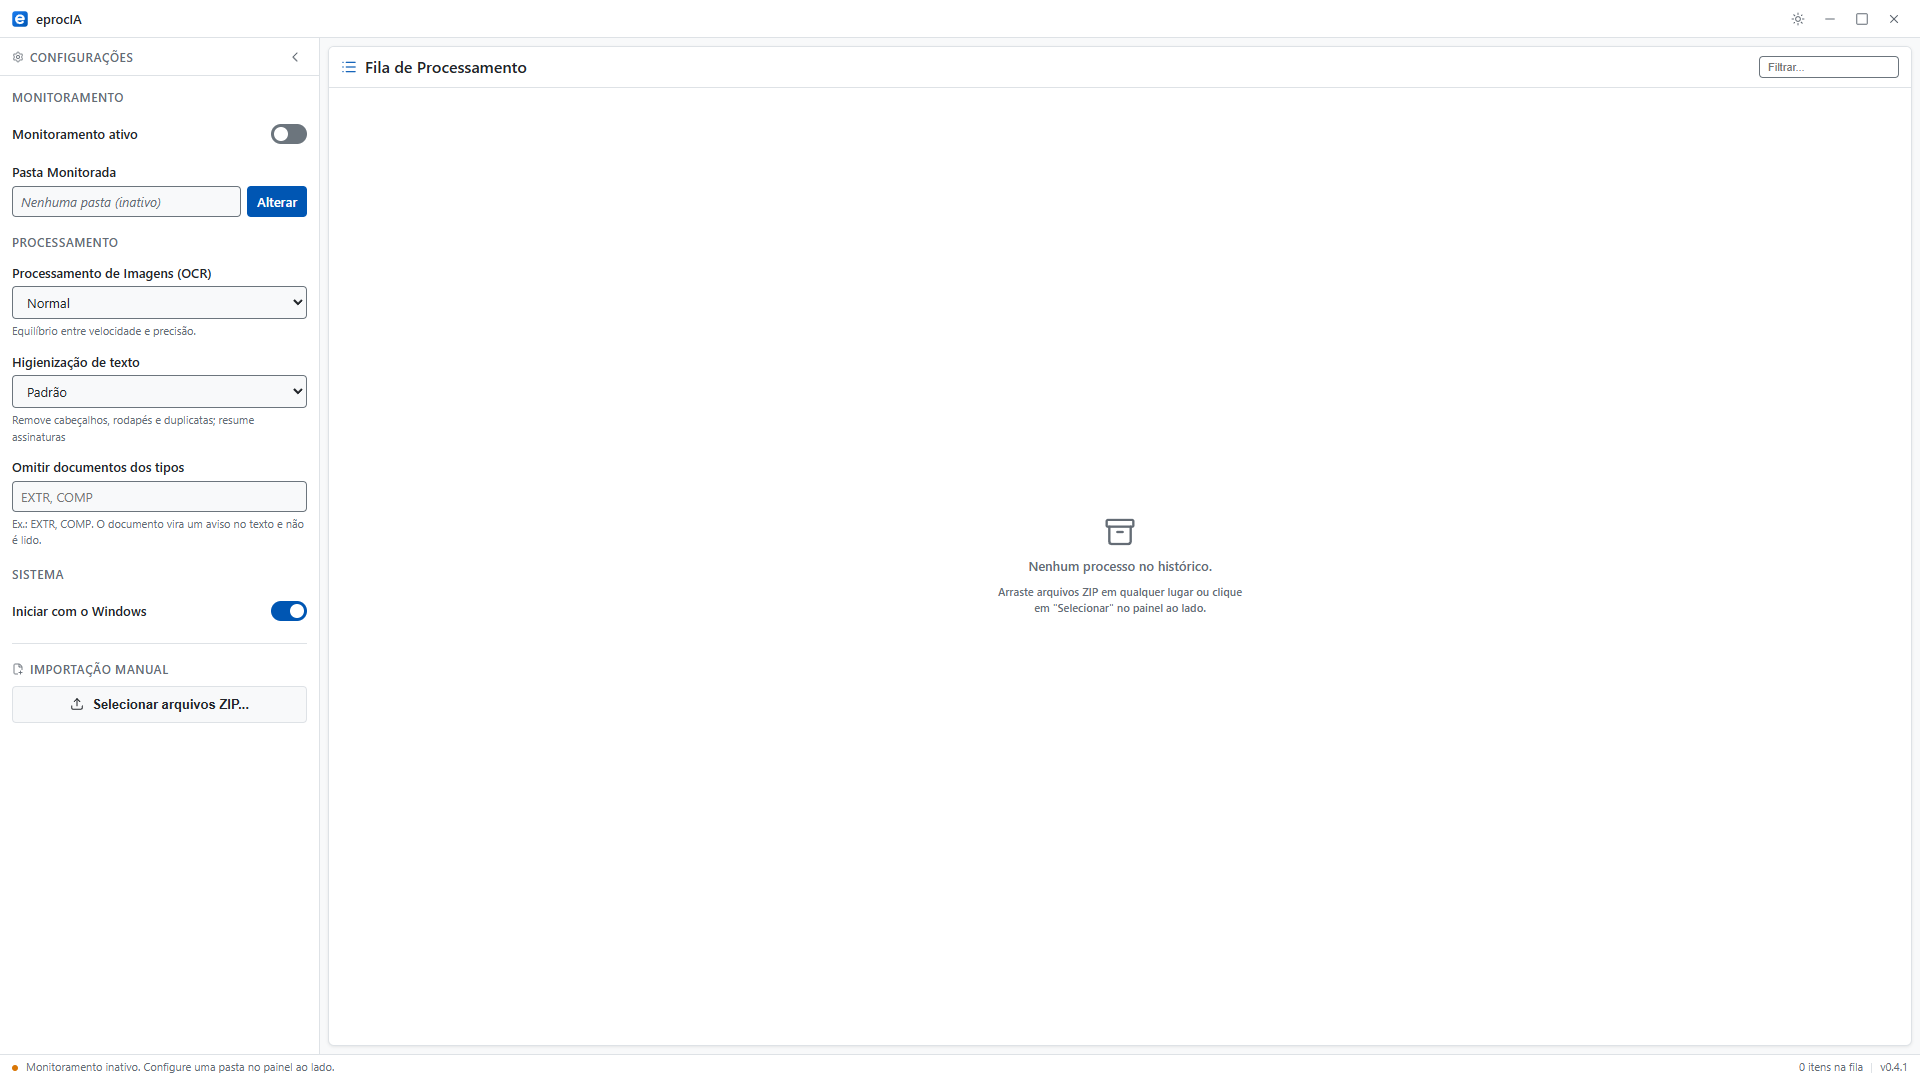 eprocIA
CONFIGURAÇÕES
MONITORAMENTO
Monitoramento ativo
Pasta Monitorada
Nenhuma pasta (inativo)
Alterar
PROCESSAMENTO
Processamento de Imagens (OCR)
Normal
Equilíbrio entre velocidade e precisão.
Higienização de texto
Padrão
Remove cabeçalhos, rodapés e duplicatas; resume
assinaturas
Omitir documentos dos tipos
EXTR, COMP
Ex.: EXTR, COMP. O documento vira um aviso no texto e não
é lido.
SISTEMA
Iniciar com o Windows
IMPORTAÇÃO MANUAL
Selecionar arquivos ZIP...
Fila de Processamento
Filtrar...
Nenhum processo no histórico.
Arraste arquivos ZIP em qualquer lugar ou clique
em "Selecionar" no painel ao lado.
Monitoramento inativo. Configure uma pasta no painel ao lado.
0 itens na fila
v0.4.1